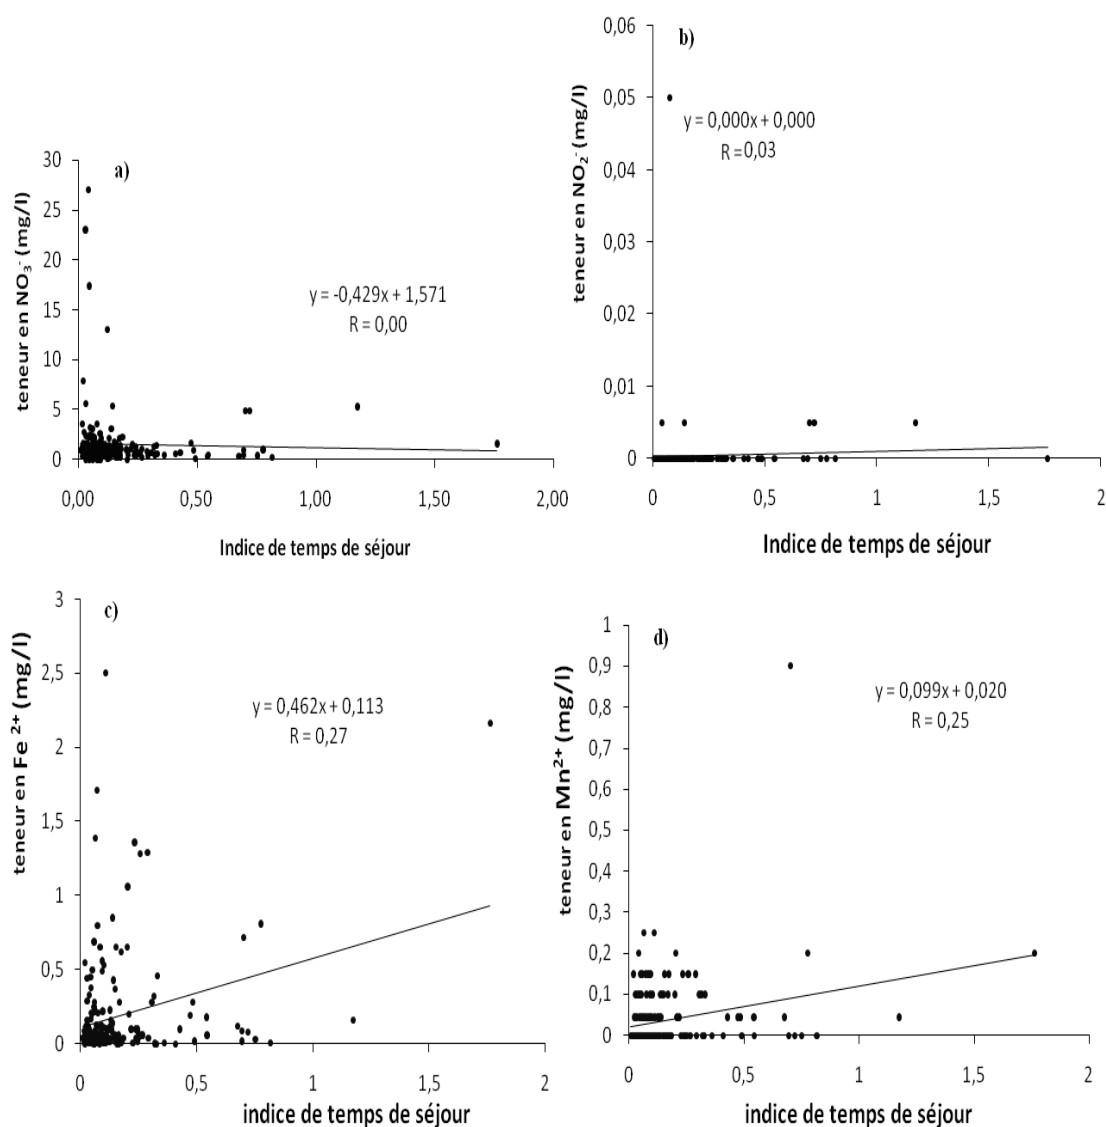 a)
teneur en NO₃⁻ (mg/l)
30
25
20
15
10
5
0
y = -0,429x + 1,571
R = 0,00
0,00 0,50 1,00 1,50 2,00
Indice de temps de séjour
b)
teneur en NO₂⁻ (mg/l)
0,06
0,05
0,04
0,03
0,02
0,01
0
y = 0,000x + 0,000
R = 0,03
0 0,5 1 1,5 2
Indice de temps de séjour
c)
teneur en Fe ²⁺ (mg/l)
3
2,5
2
1,5
1
0,5
0
y = 0,462x + 0,113
R = 0,27
0 0,5 1 1,5 2
indice de temps de séjour
d)
teneur en Mn²⁺ (mg/l)
1
0,9
0,8
0,7
0,6
0,5
0,4
0,3
0,2
0,1
0
y = 0,099x + 0,020
R = 0,25
0 0,5 1 1,5 2
indice de temps de séjour